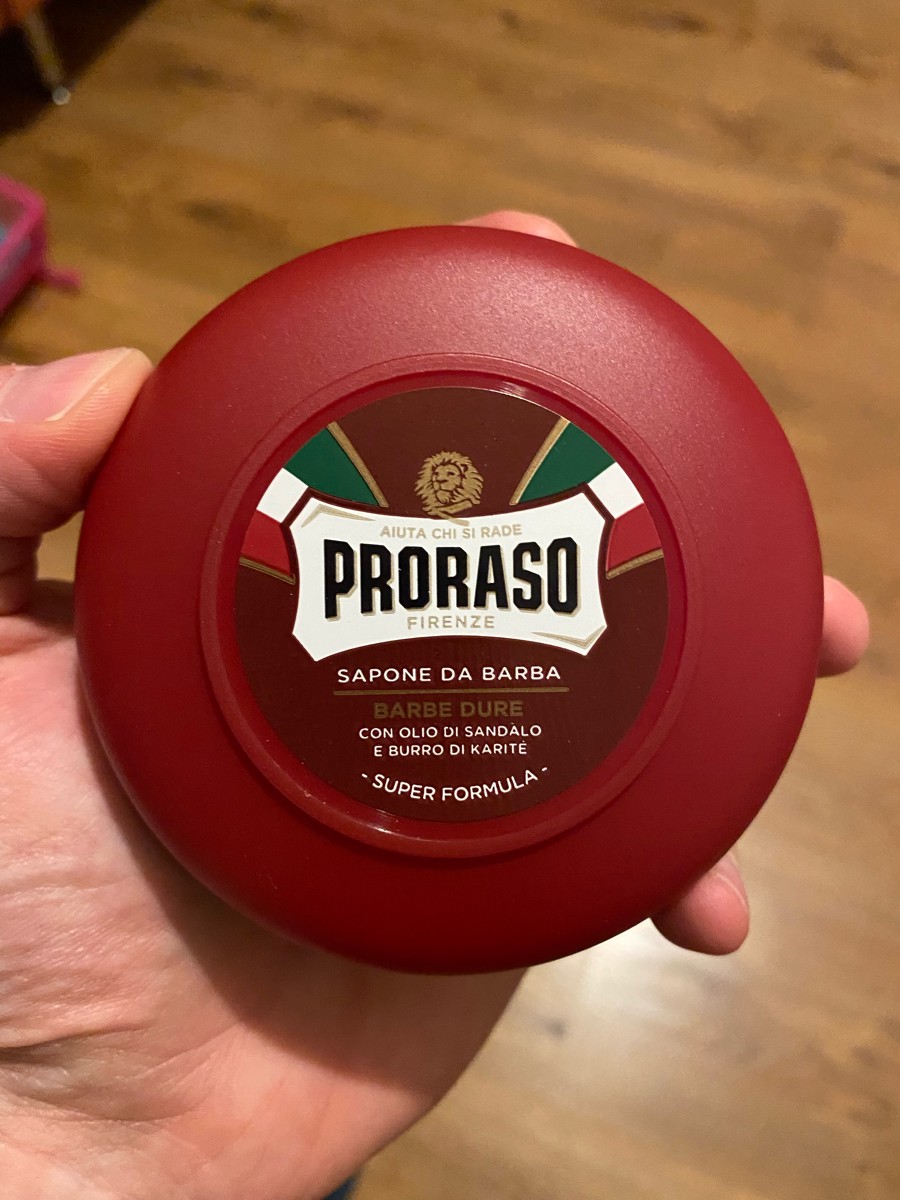 AIUTA CHI SI RADE
PRORASO
FIRENZE
SAPONE DA BARBA
BARBE DURE
CON OLIO DI SANDALO
E BURRO DI KARITÈ
- SUPER FORMULA -